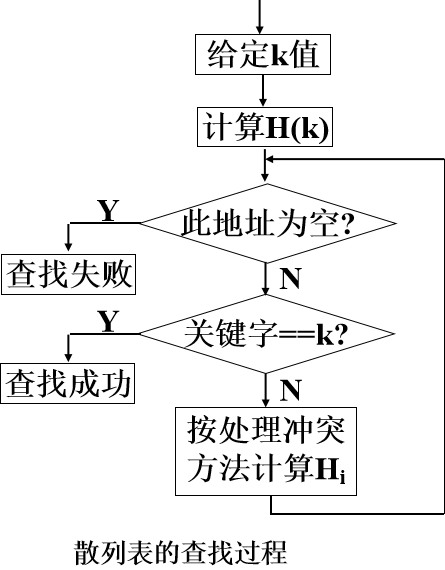 给定k值
计算H(k)
此地址为空?
Y
查找失败
N
关键字==k?
Y
查找成功
N
按处理冲突
方法计算Hi
散列表的查找过程